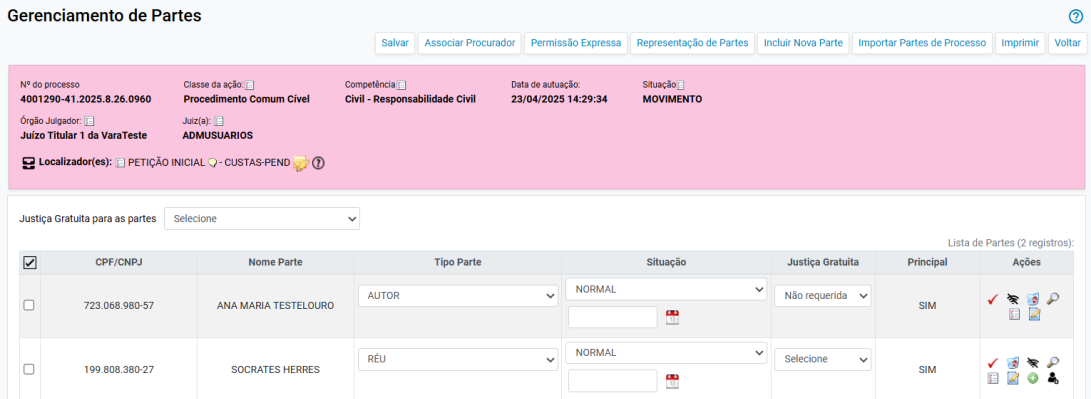 Gerenciamento de Partes
Salvar Associar Procurador Permissão Expressa Representação de Partes Incluir Nova Parte Importar Partes de Processo Imprimir Voltar
Nº do processo Classe da ação: Competência Data de autuação: Situação
4001290-41.2025.8.26.0960 Procedimento Comum Cível Civil - Responsabilidade Civil 23/04/2025 14:29:34 MOVIMENTO
Órgão Julgador: Juiz(a):
Juízo Titular 1 da VaraTeste ADMUSUARIOS
Localizador(es): PETIÇÃO INICIAL - CUSTAS-PEND
Justiça Gratuita para as partes Selecione
Lista de Partes (2 registros):
CPF/CNPJ Nome Parte Tipo Parte Situação Justiça Gratuita Principal Ações
723.068.980-57 ANA MARIA TESTELOURO AUTOR NORMAL Não requerida SIM
199.808.380-27 SOCRATES HERRES RÉU NORMAL Selecione SIM